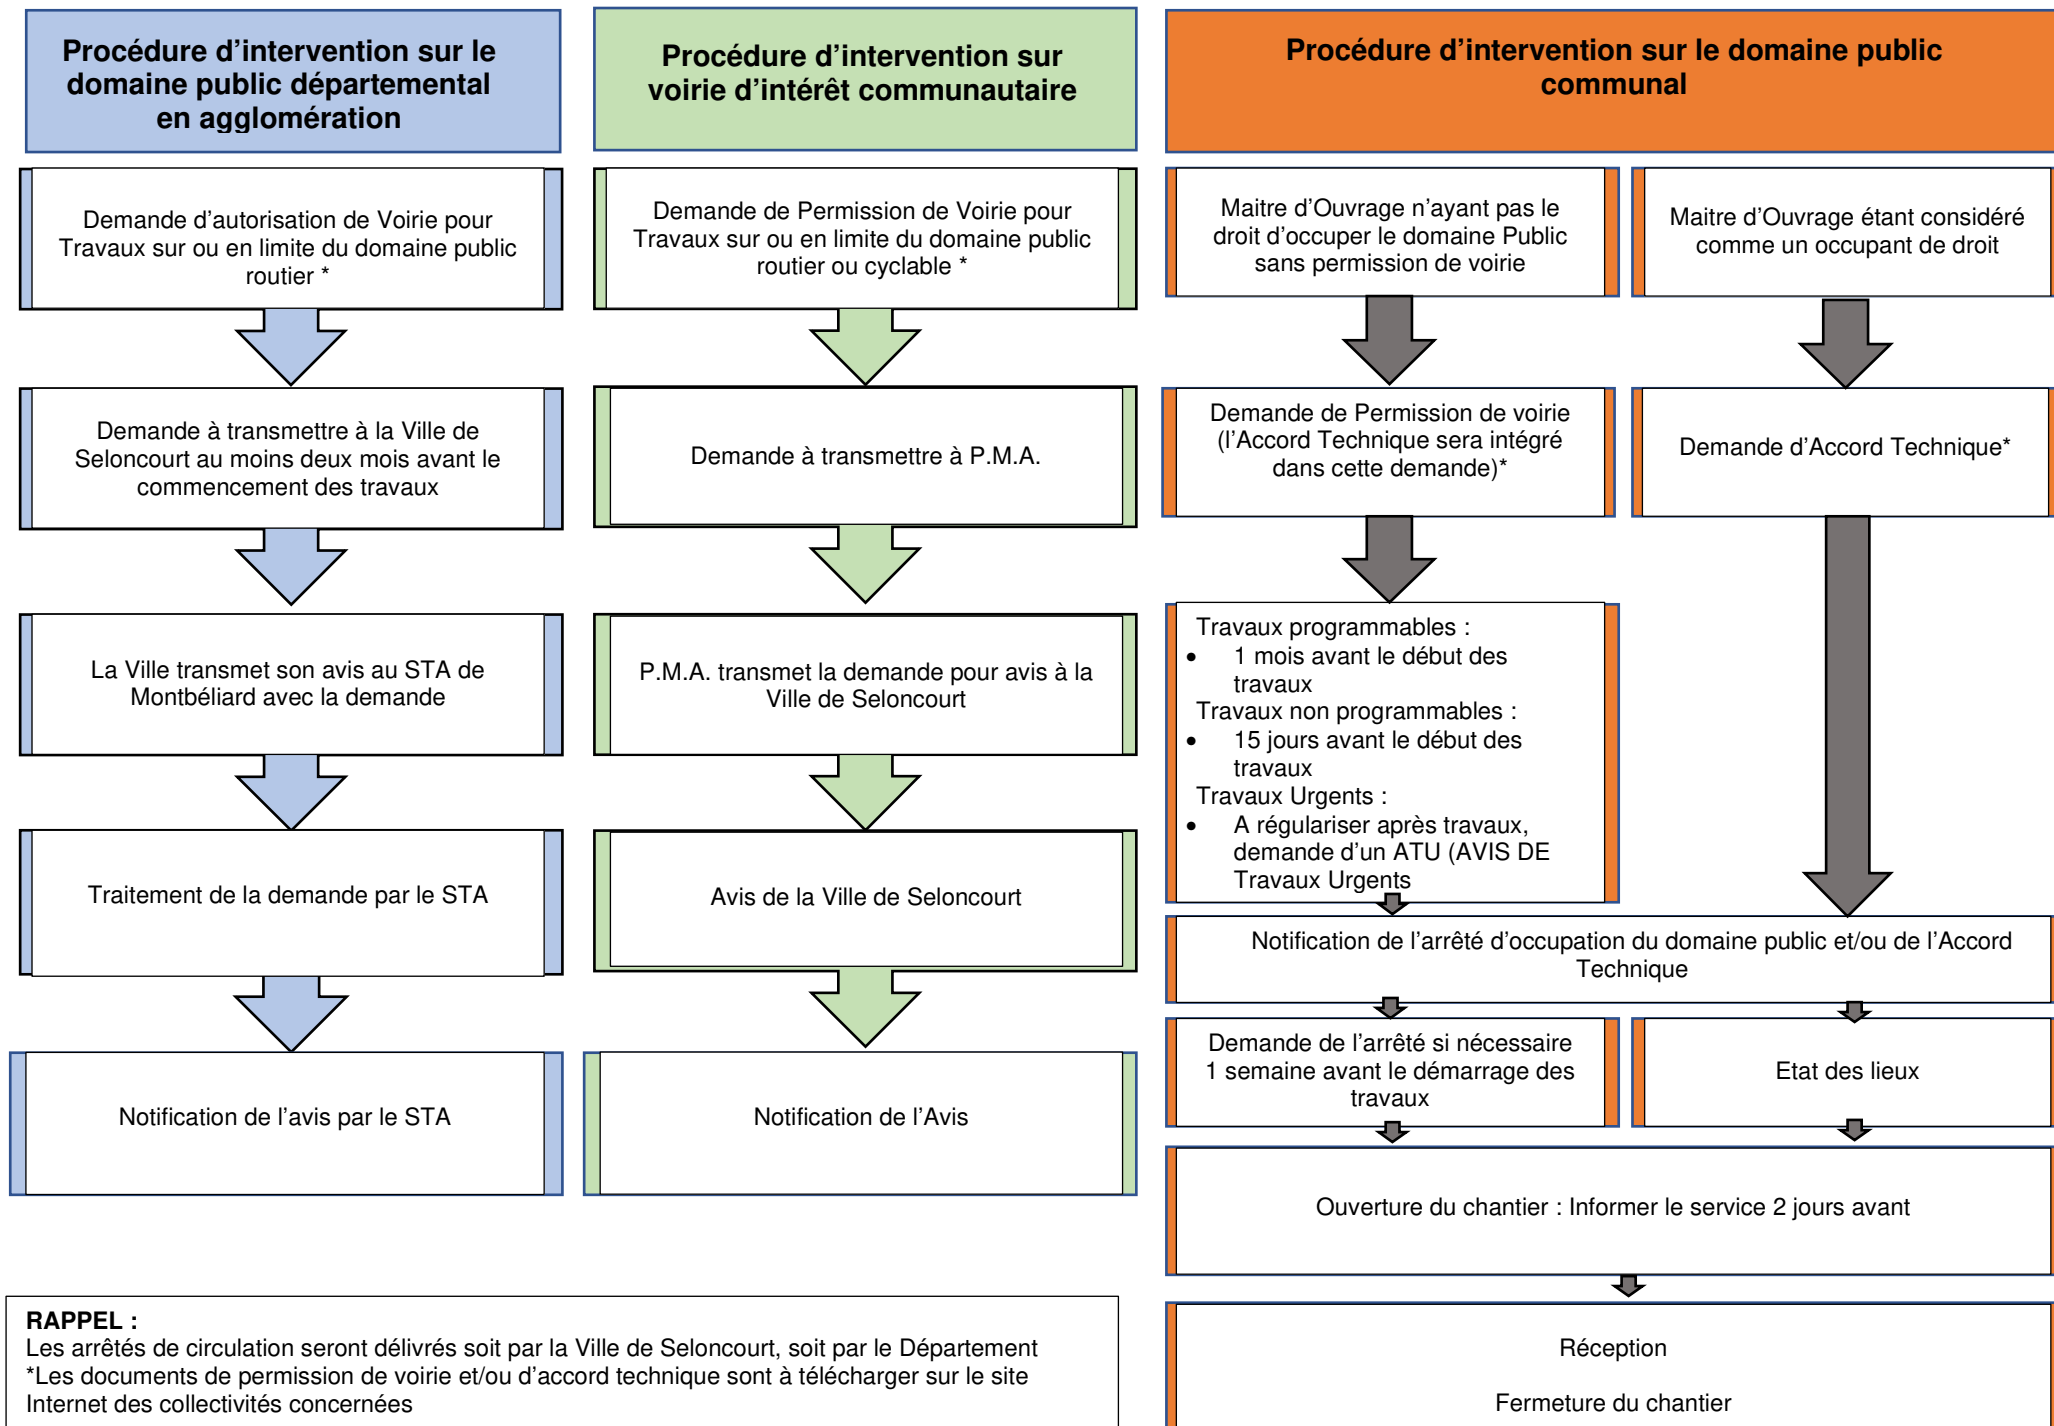 Procédure d'intervention sur le
domaine public départemental
en agglomération
Demande d'autorisation de Voirie pour
Travaux sur ou en limite du domaine public
routier *
Demande à transmettre à la Ville de
Seloncourt au moins deux mois avant le
commencement des travaux
La Ville transmet son avis au STA de
Montbéliard avec la demande
Traitement de la demande par le STA
Notification de l'avis par le STA
Procédure d'intervention sur
voirie d'intérêt communautaire
Demande de Permission de Voirie pour
Travaux sur ou en limite du domaine public
routier ou cyclable *
Demande à transmettre à P.M.A.
P.M.A. transmet la demande pour avis à la
Ville de Seloncourt
Avis de la Ville de Seloncourt
Notification de l'Avis
Procédure d'intervention sur le domaine public
communal
Maitre d'Ouvrage n'ayant pas le
droit d'occuper le domaine Public
sans permission de voirie
Maitre d'Ouvrage étant considéré
comme un occupant de droit
Demande de Permission de voirie
(l'Accord Technique sera intégré
dans cette demande)*
Demande d'Accord Technique*
Travaux programmables :
• 1 mois avant le début des
travaux
Travaux non programmables :
• 15 jours avant le début des
travaux
Travaux Urgents :
• A régulariser après travaux,
demande d'un ATU (AVIS DE
Travaux Urgents
Notification de l'arrêté d'occupation du domaine public et/ou de l'Accord
Technique
Demande de l'arrêté si nécessaire
1 semaine avant le démarrage des
travaux
Etat des lieux
Ouverture du chantier : Informer le service 2 jours avant
Réception
Fermeture du chantier
RAPPEL :
Les arrêtés de circulation seront délivrés soit par la Ville de Seloncourt, soit par le Département
*Les documents de permission de voirie et/ou d'accord technique sont à télécharger sur le site
Internet des collectivités concernées